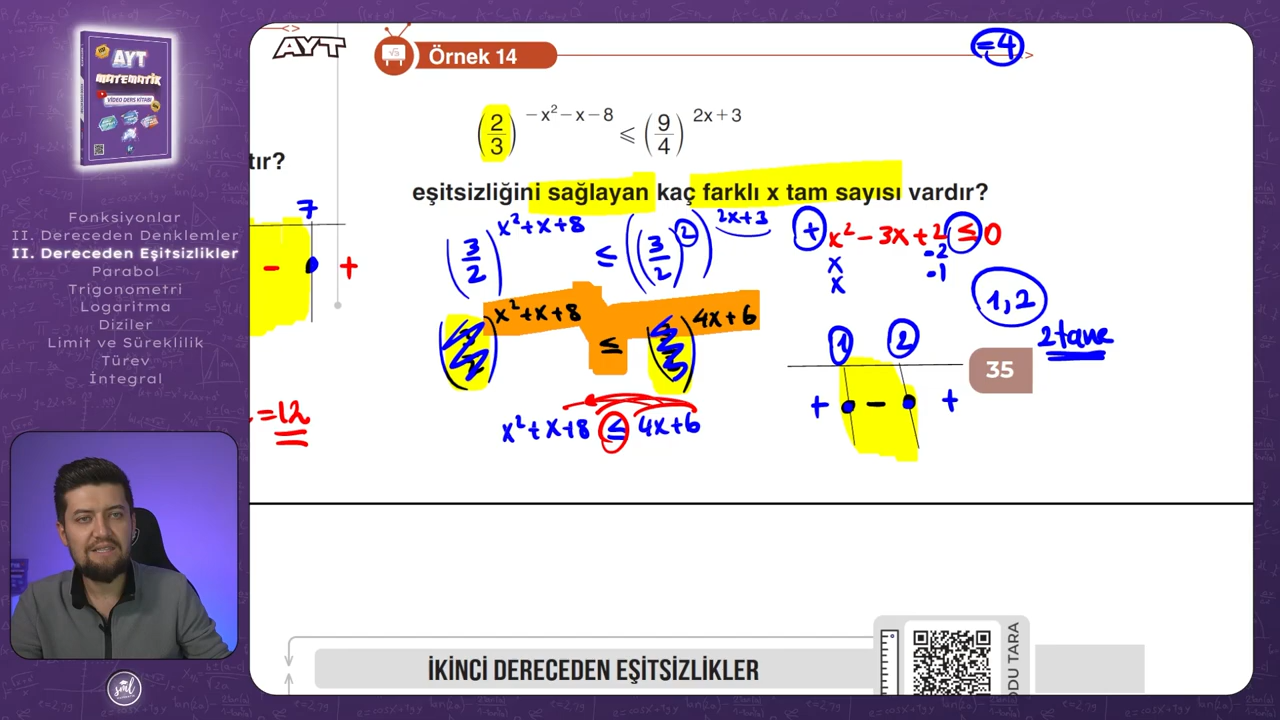 AYT
MATEMATİK
VİDEO DERS KİTABI
Fonksiyonlar
II. Dereceden Denklemler
II. Dereceden Eşitsizlikler
Parabol
Trigonometri
Logaritma
Diziler
Limit ve Süreklilik
Türev
İntegral
sml
tır?
7
- +
=12
AYT
Örnek 14
=4
(2/3)^(−x²−x−8) ≤ (9/4)^(2x+3)
eşitsizliğini sağlayan kaç farklı x tam sayısı vardır?
(3/2)^(x²+x+8) ≤ ((3/2)^2)^(2x+3)
(3/2)^(x²+x+8) ≤ (3/2)^(4x+6)
x²+x+8 ≤ 4x+6
+ x² − 3x + 2 ≤ 0
x -2
x -1
1,2
2 tane
1 2
+ − +
35
İKİNCİ DERECEDEN EŞİTSİZLİKLER
ODU TARA